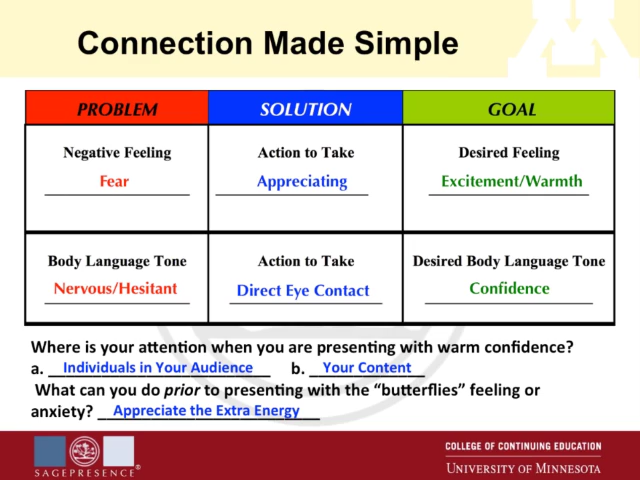 Connection Made Simple
PROBLEM SOLUTION GOAL
Negative Feeling Action to Take Desired Feeling
Fear Appreciating Excitement/Warmth
Body Language Tone Action to Take Desired Body Language Tone
Nervous/Hesitant Direct Eye Contact Confidence
Where is your attention when you are presenting with warm confidence?
a. Individuals in Your Audience b. Your Content
What can you do prior to presenting with the “butterflies” feeling or
anxiety? Appreciate the Extra Energy
SAGEPRESENCE®
COLLEGE OF CONTINUING EDUCATION
UNIVERSITY OF MINNESOTA